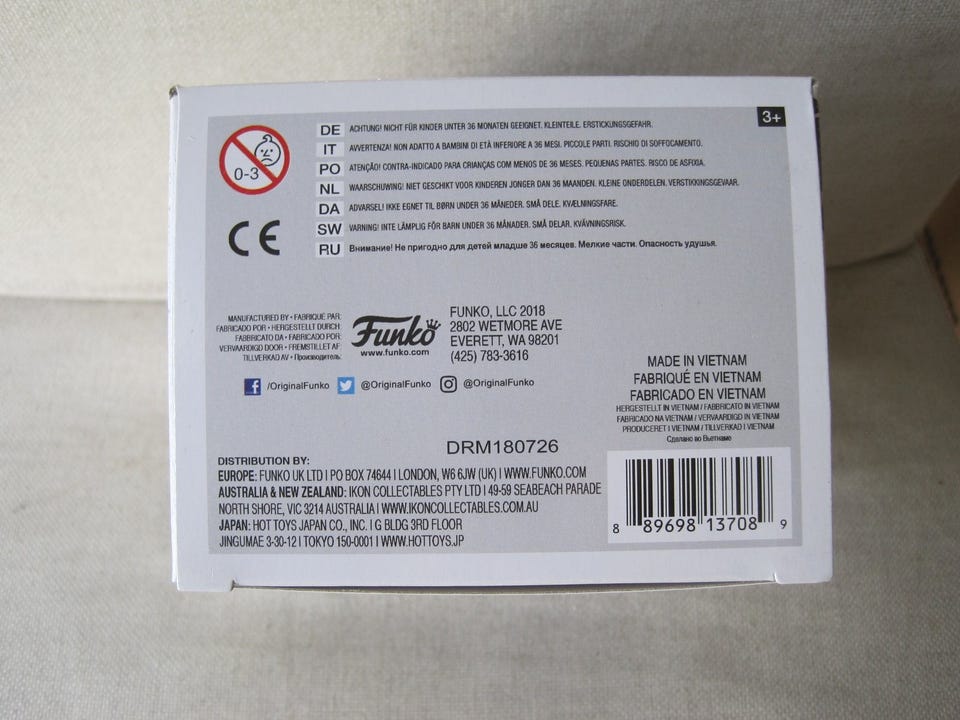 3+
0-3
DE ACHTUNG! NICHT FÜR KINDER UNTER 36 MONATEN GEEIGNET. KLEINTEILE. ERSTICKUNGSGEFAHR.
IT AVVERTENZA! NON ADATTO A BAMBINI DI ETÀ INFERIORE A 36 MESI. PICCOLE PARTI. RISCHIO DI SOFFOCAMENTO.
PO ATENÇÃO! CONTRA-INDICADO PARA CRIANÇAS COM MENOS DE 36 MESES. PEQUENAS PARTES. RISCO DE ASFIXIA.
NL WAARSCHUWING! NIET GESCHIKT VOOR KINDEREN JONGER DAN 36 MAANDEN. KLEINE ONDERDELEN. VERSTIKKINGSGEVAAR.
DA ADVARSEL! IKKE EGNET TIL BØRN UNDER 36 MÅNEDER. SMÅ DELE. KVÆLNINGSFARE.
SW VARNING! INTE LÄMPLIG FÖR BARN UNDER 36 MÅNADER. SMÅ DELAR. KVÄVNINGSRISK.
RU Внимание! Не пригодно для детей младше 36 месяцев. Мелкие части. Опасность удушья.
CE
MANUFACTURED BY • FABRIQUÉ PAR:
FABRICADO POR • HERGESTELLT DURCH:
FABBRICATO DA • FABRICADO POR:
VERVAARDIGD DOOR • FREMSTILLET AF:
TILLVERKAD AV • Производитель:
Funko
www.funko.com
FUNKO, LLC 2018
2802 WETMORE AVE
EVERETT, WA 98201
(425) 783-3616
/OriginalFunko @OriginalFunko @OriginalFunko
MADE IN VIETNAM
FABRIQUÉ EN VIETNAM
FABRICADO EN VIETNAM
HERGESTELLT IN VIETNAM / FABBRICATO IN VIETNAM
FABRICADO NA VIETNAM / VERVAARDIGD IN VIETNAM
PRODUCERET I VIETNAM / TILLVERKAD I VIETNAM
Сделано во Вьетнаме
DRM180726
DISTRIBUTION BY:
EUROPE: FUNKO UK LTD I PO BOX 74644 I LONDON, W6 6JW (UK) I WWW.FUNKO.COM
AUSTRALIA & NEW ZEALAND: IKON COLLECTABLES PTY LTD I 49-59 SEABEACH PARADE
NORTH SHORE, VIC 3214 AUSTRALIA I WWW.IKONCOLLECTABLES.COM.AU
JAPAN: HOT TOYS JAPAN CO., INC. I G BLDG 3RD FLOOR
JINGUMAE 3-30-12 I TOKYO 150-0001 I WWW.HOTTOYS.JP
8 89698 13708 9